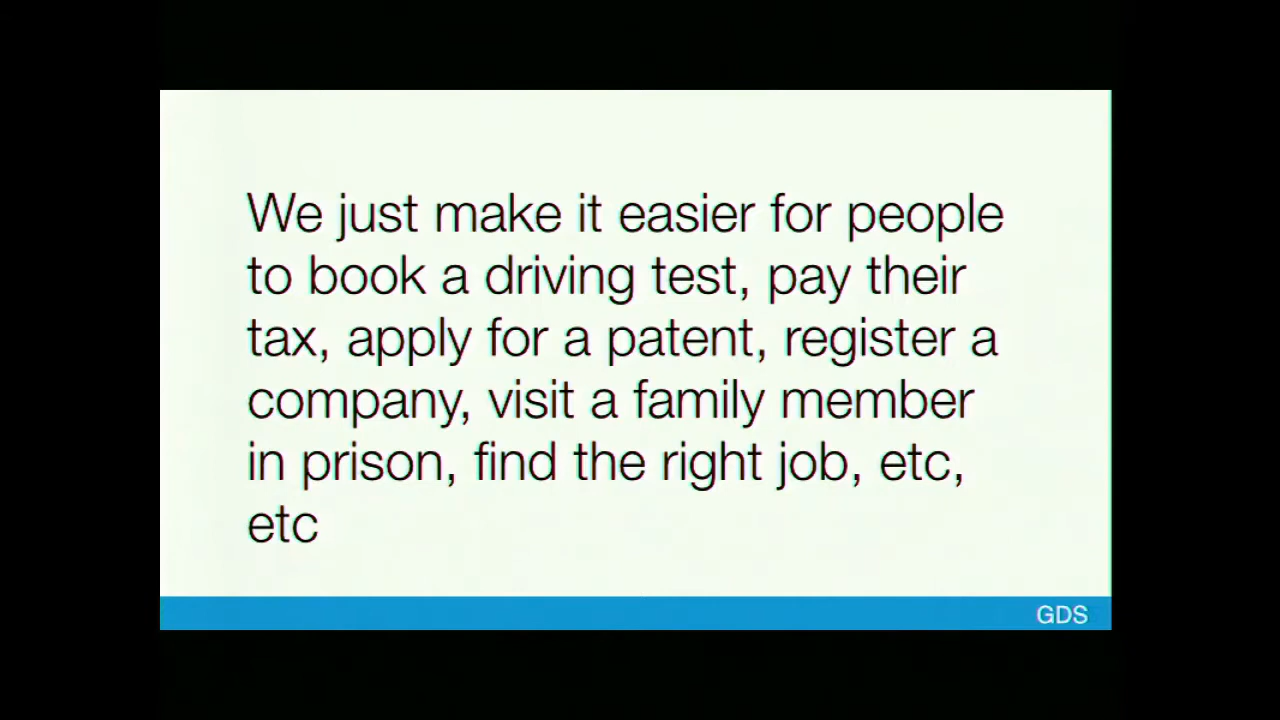 We just make it easier for people
to book a driving test, pay their
tax, apply for a patent, register a
company, visit a family member
in prison, find the right job, etc,
etc
GDS